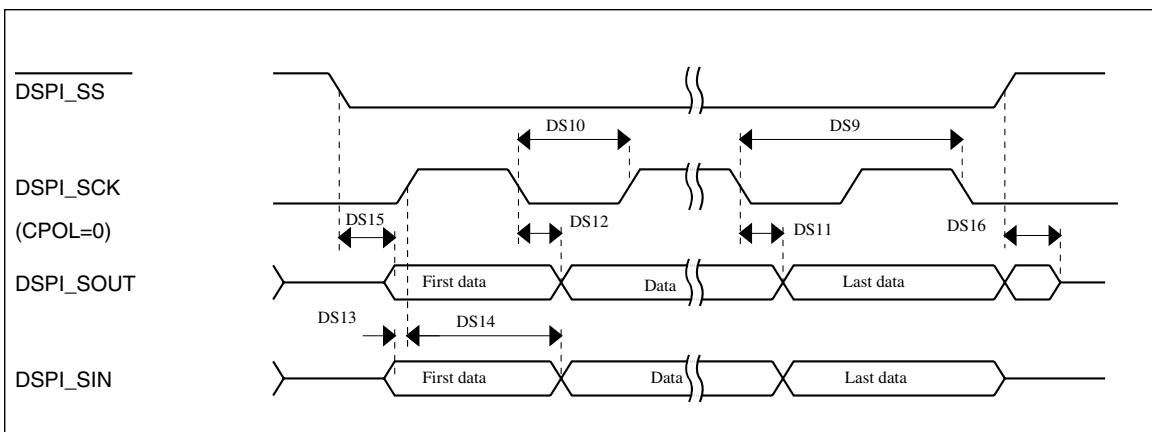 DSPI_SS
DS10
DS9
DSPI_SCK
(CPOL=0)
DS15
DS12
DS11
DS16
DSPI_SOUT
First data
Data
Last data
DS13
DS14
DSPI_SIN
First data
Data
Last data